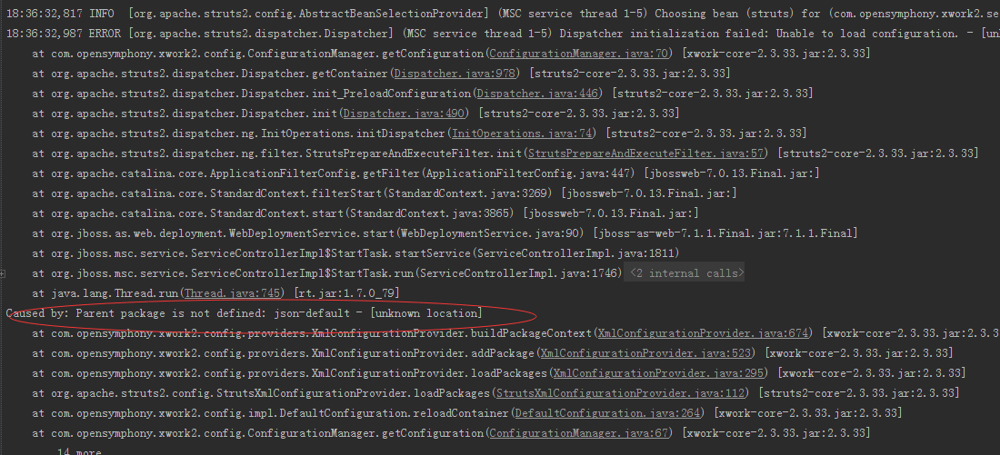 18:36:32,817 INFO  [org.apache.struts2.config.AbstractBeanSelectionProvider] (MSC service thread 1-5) Choosing bean (struts) for (com.opensymphony.xwork2.se
18:36:32,987 ERROR [org.apache.struts2.dispatcher.Dispatcher] (MSC service thread 1-5) Dispatcher initialization failed: Unable to load configuration. - [unk
at com.opensymphony.xwork2.config.ConfigurationManager.getConfiguration(ConfigurationManager.java:70) [xwork-core-2.3.33.jar:2.3.33]
at org.apache.struts2.dispatcher.Dispatcher.getContainer(Dispatcher.java:978) [struts2-core-2.3.33.jar:2.3.33]
at org.apache.struts2.dispatcher.Dispatcher.init_PreloadConfiguration(Dispatcher.java:446) [struts2-core-2.3.33.jar:2.3.33]
at org.apache.struts2.dispatcher.Dispatcher.init(Dispatcher.java:490) [struts2-core-2.3.33.jar:2.3.33]
at org.apache.struts2.dispatcher.ng.InitOperations.initDispatcher(InitOperations.java:74) [struts2-core-2.3.33.jar:2.3.33]
at org.apache.struts2.dispatcher.ng.filter.StrutsPrepareAndExecuteFilter.init(StrutsPrepareAndExecuteFilter.java:57) [struts2-core-2.3.33.jar:2.3.33]
at org.apache.catalina.core.ApplicationFilterConfig.getFilter(ApplicationFilterConfig.java:447) [jbossweb-7.0.13.Final.jar:]
at org.apache.catalina.core.StandardContext.filterStart(StandardContext.java:3269) [jbossweb-7.0.13.Final.jar:]
at org.apache.catalina.core.StandardContext.start(StandardContext.java:3865) [jbossweb-7.0.13.Final.jar:]
at org.jboss.as.web.deployment.WebDeploymentService.start(WebDeploymentService.java:90) [jboss-as-web-7.1.1.Final.jar:7.1.1.Final]
at org.jboss.msc.service.ServiceControllerImpl$StartTask.startService(ServiceControllerImpl.java:1811)
at org.jboss.msc.service.ServiceControllerImpl$StartTask.run(ServiceControllerImpl.java:1746) <2 internal calls>
at java.lang.Thread.run(Thread.java:745) [rt.jar:1.7.0_79]
Caused by: Parent package is not defined: json-default - [unknown location]
at com.opensymphony.xwork2.config.providers.XmlConfigurationProvider.buildPackageContext(XmlConfigurationProvider.java:674) [xwork-core-2.3.33.jar:2.3.3
at com.opensymphony.xwork2.config.providers.XmlConfigurationProvider.addPackage(XmlConfigurationProvider.java:523) [xwork-core-2.3.33.jar:2.3.33]
at com.opensymphony.xwork2.config.providers.XmlConfigurationProvider.loadPackages(XmlConfigurationProvider.java:295) [xwork-core-2.3.33.jar:2.3.33]
at org.apache.struts2.config.StrutsXmlConfigurationProvider.loadPackages(StrutsXmlConfigurationProvider.java:112) [struts2-core-2.3.33.jar:2.3.33]
at com.opensymphony.xwork2.config.impl.DefaultConfiguration.reloadContainer(DefaultConfiguration.java:264) [xwork-core-2.3.33.jar:2.3.33]
at com.opensymphony.xwork2.config.ConfigurationManager.getConfiguration(ConfigurationManager.java:67) [xwork-core-2.3.33.jar:2.3.33]
... 14 more